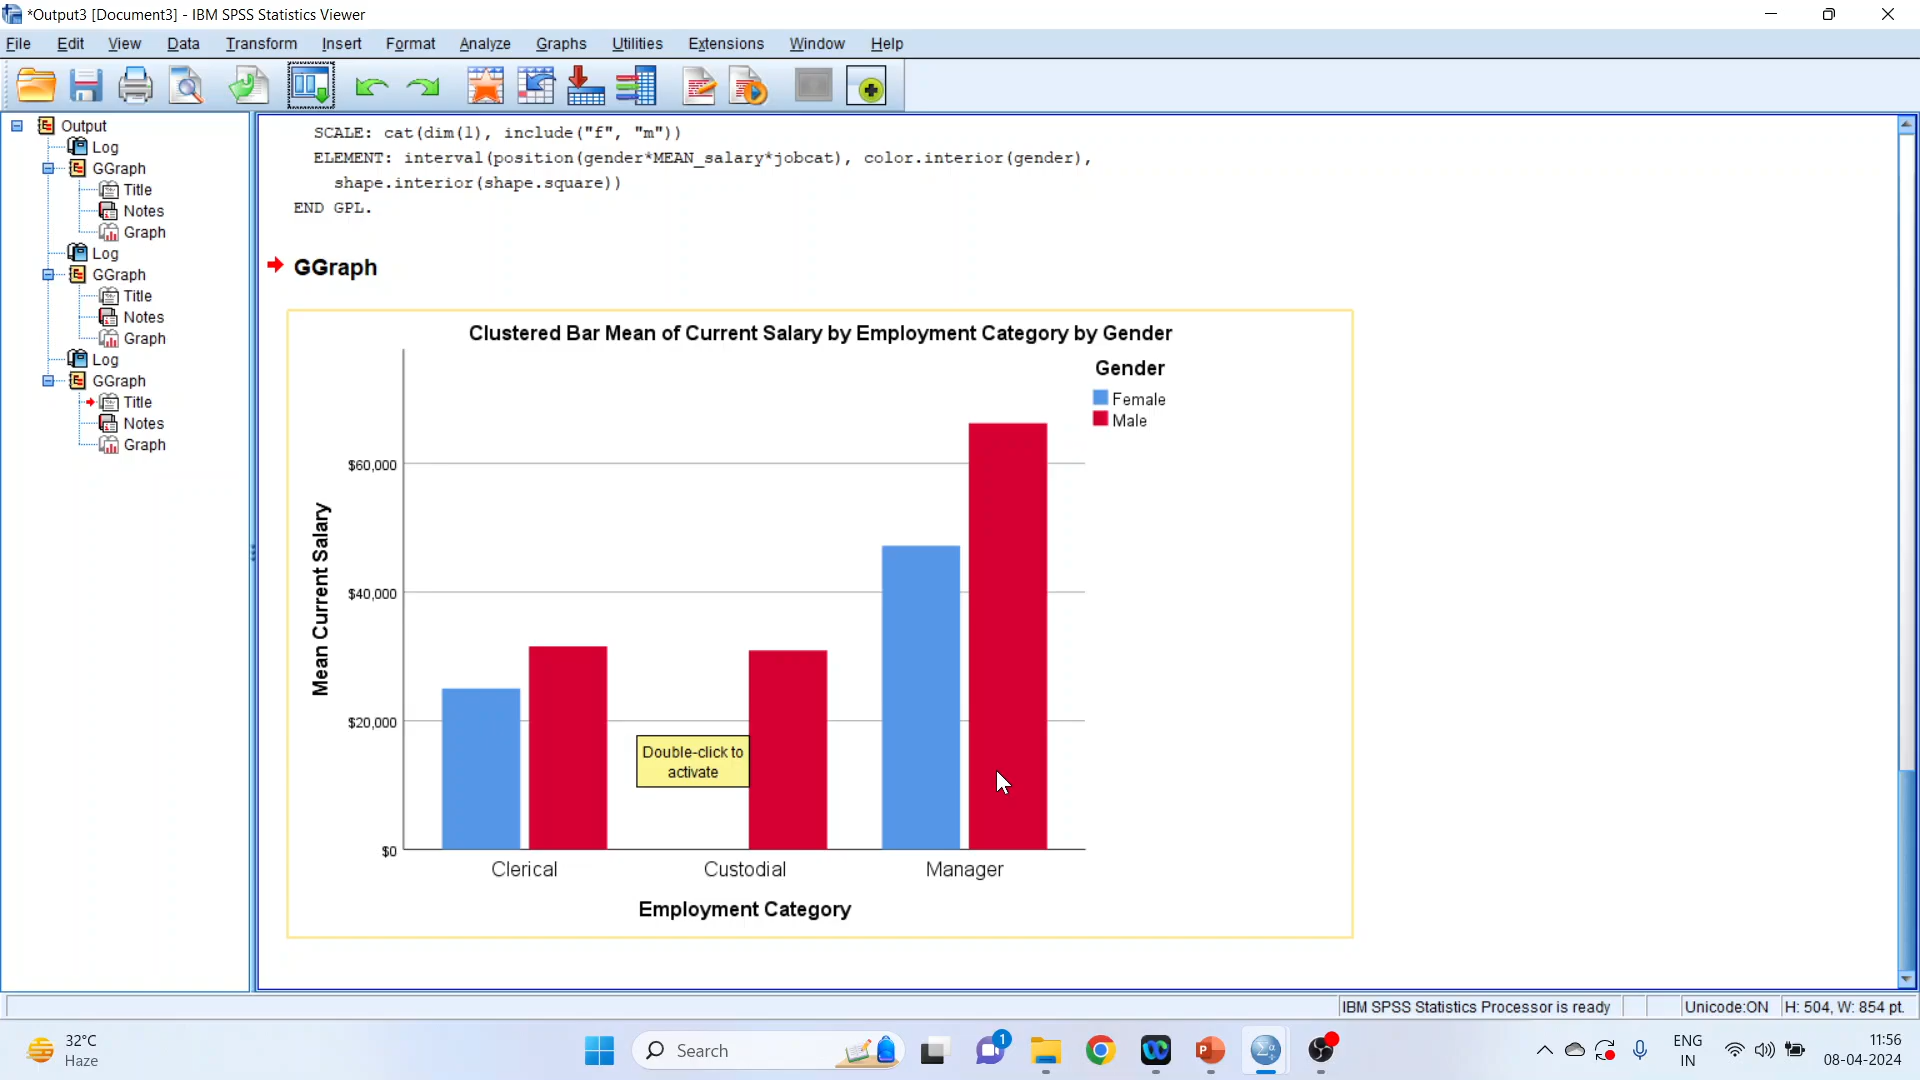 *Output3 [Document3] - IBM SPSS Statistics Viewer
File Edit View Data Transform Insert Format Analyze Graphs Utilities Extensions Window Help
Output
Log
GGraph
Title
Notes
Graph
Log
GGraph
Title
Notes
Graph
Log
GGraph
Title
Notes
Graph
SCALE: cat(dim(1), include("f", "m"))
ELEMENT: interval(position(gender*MEAN_salary*jobcat), color.interior(gender),
shape.interior(shape.square))
END GPL.
GGraph
Clustered Bar Mean of Current Salary by Employment Category by Gender
Gender
Female
Male
Mean Current Salary
$60,000
$40,000
$20,000
$0
Double-click to
activate
Clerical Custodial Manager
Employment Category
IBM SPSS Statistics Processor is ready Unicode:ON H: 504, W: 854 pt.
32°C
Haze
Search
1
ENG
IN
11:56
08-04-2024